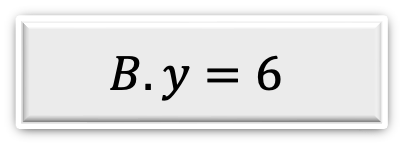 B. y = 6